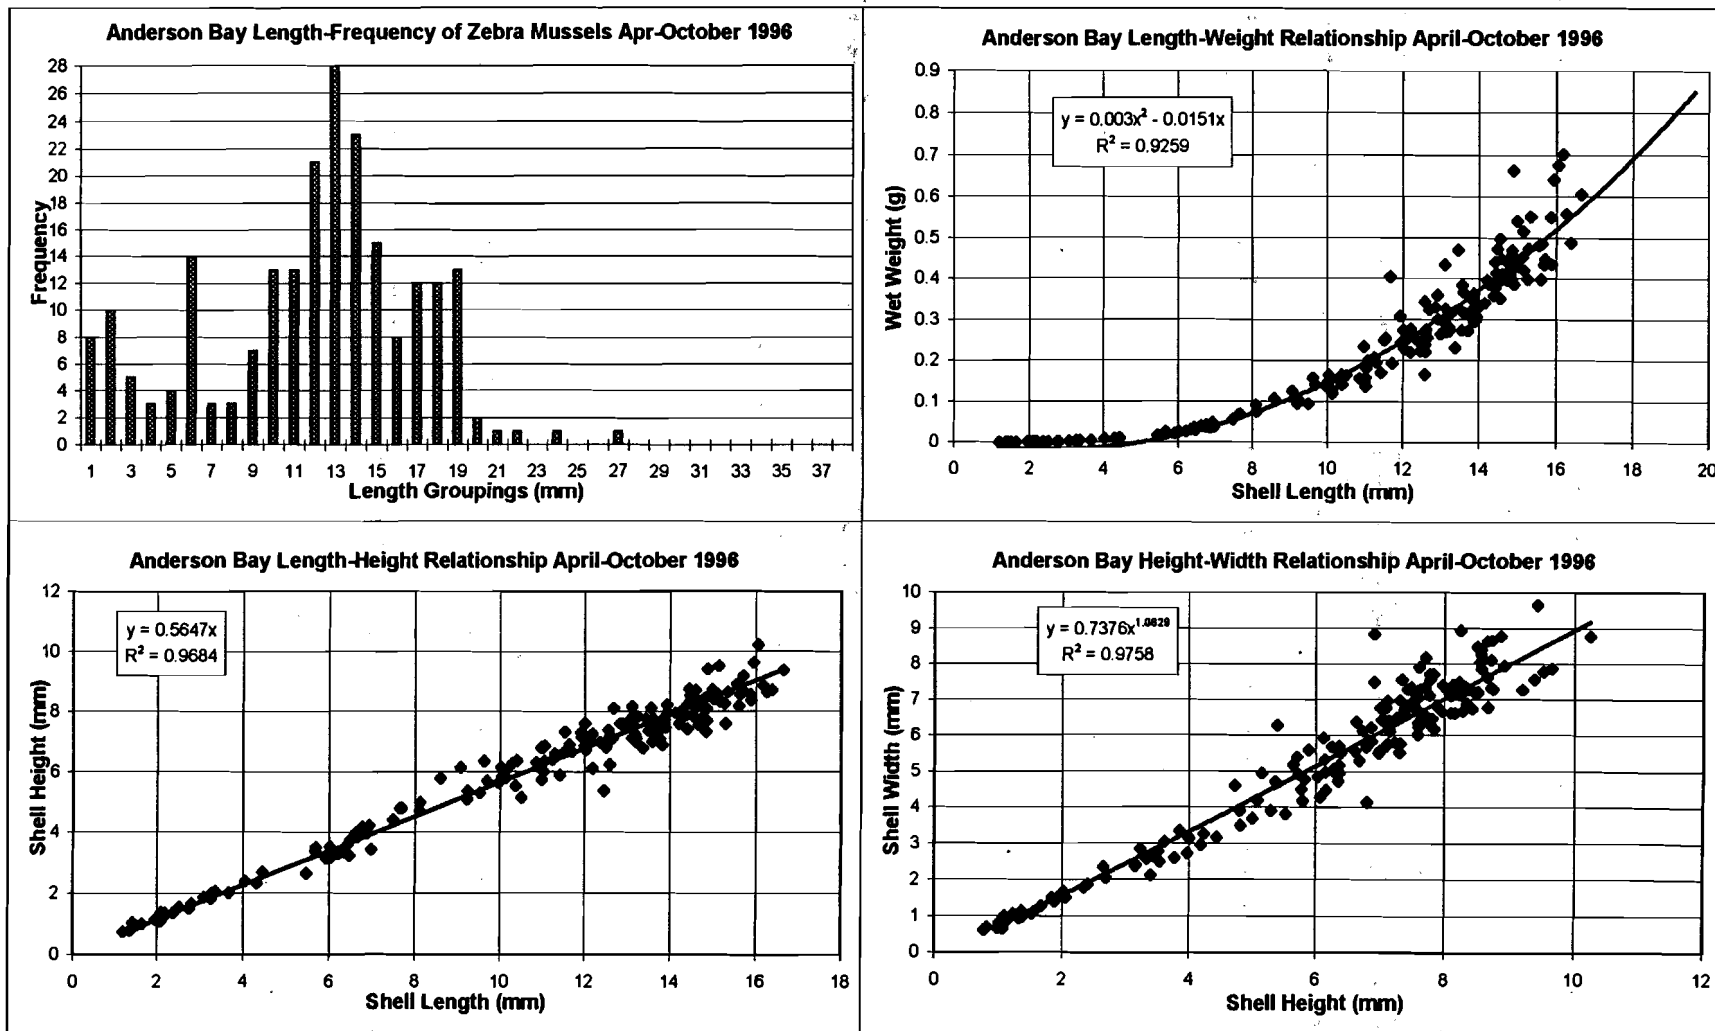 Anderson Bay Length-Frequency of Zebra Mussels Apr-October 1996
28
26
24
22
20
18
16
14
12
10
8
6
4
2
0
Frequency
1 3 5 7 9 11 13 15 17 19 21 23 25 27 29 31 33 35 37
Length Groupings (mm)
Anderson Bay Length-Weight Relationship April-October 1996
0.9
0.8
0.7
0.6
0.5
0.4
0.3
0.2
0.1
0
Wet Weight (g)
y = 0.003x² - 0.0151x
R² = 0.9259
0 2 4 6 8 10 12 14 16 18 20
Shell Length (mm)
Anderson Bay Length-Height Relationship April-October 1996
12
10
8
6
4
2
0
Shell Height (mm)
y = 0.5647x
R² = 0.9684
0 2 4 6 8 10 12 14 16 18
Shell Length (mm)
Anderson Bay Height-Width Relationship April-October 1996
10
9
8
7
6
5
4
3
2
1
0
Shell Width (mm)
y = 0.7376x^1.0829
R² = 0.9758
0 2 4 6 8 10 12
Shell Height (mm)